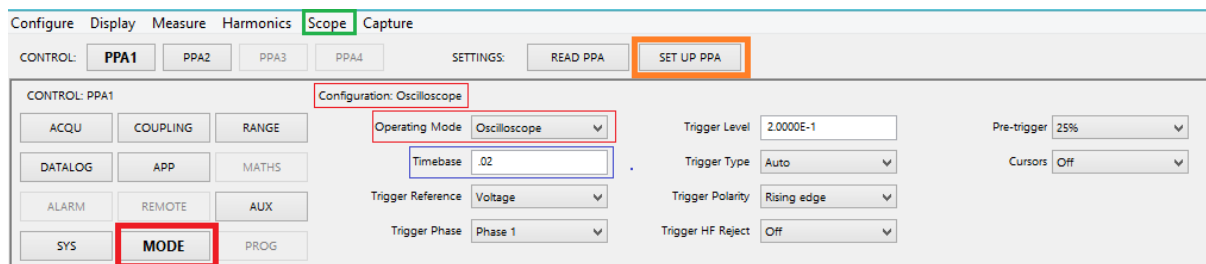 Configure Display Measure Harmonics Scope Capture
CONTROL: PPA1 PPA2 PPA3 PPA4 SETTINGS: READ PPA SET UP PPA
CONTROL: PPA1 Configuration: Oscilloscope
ACQU COUPLING RANGE Operating Mode Oscilloscope Trigger Level 2.0000E-1 Pre-trigger 25%
DATALOG APP MATHS Timebase .02 Trigger Type Auto Cursors Off
ALARM REMOTE AUX Trigger Reference Voltage Trigger Polarity Rising edge
SYS MODE PROG Trigger Phase Phase 1 Trigger HF Reject Off